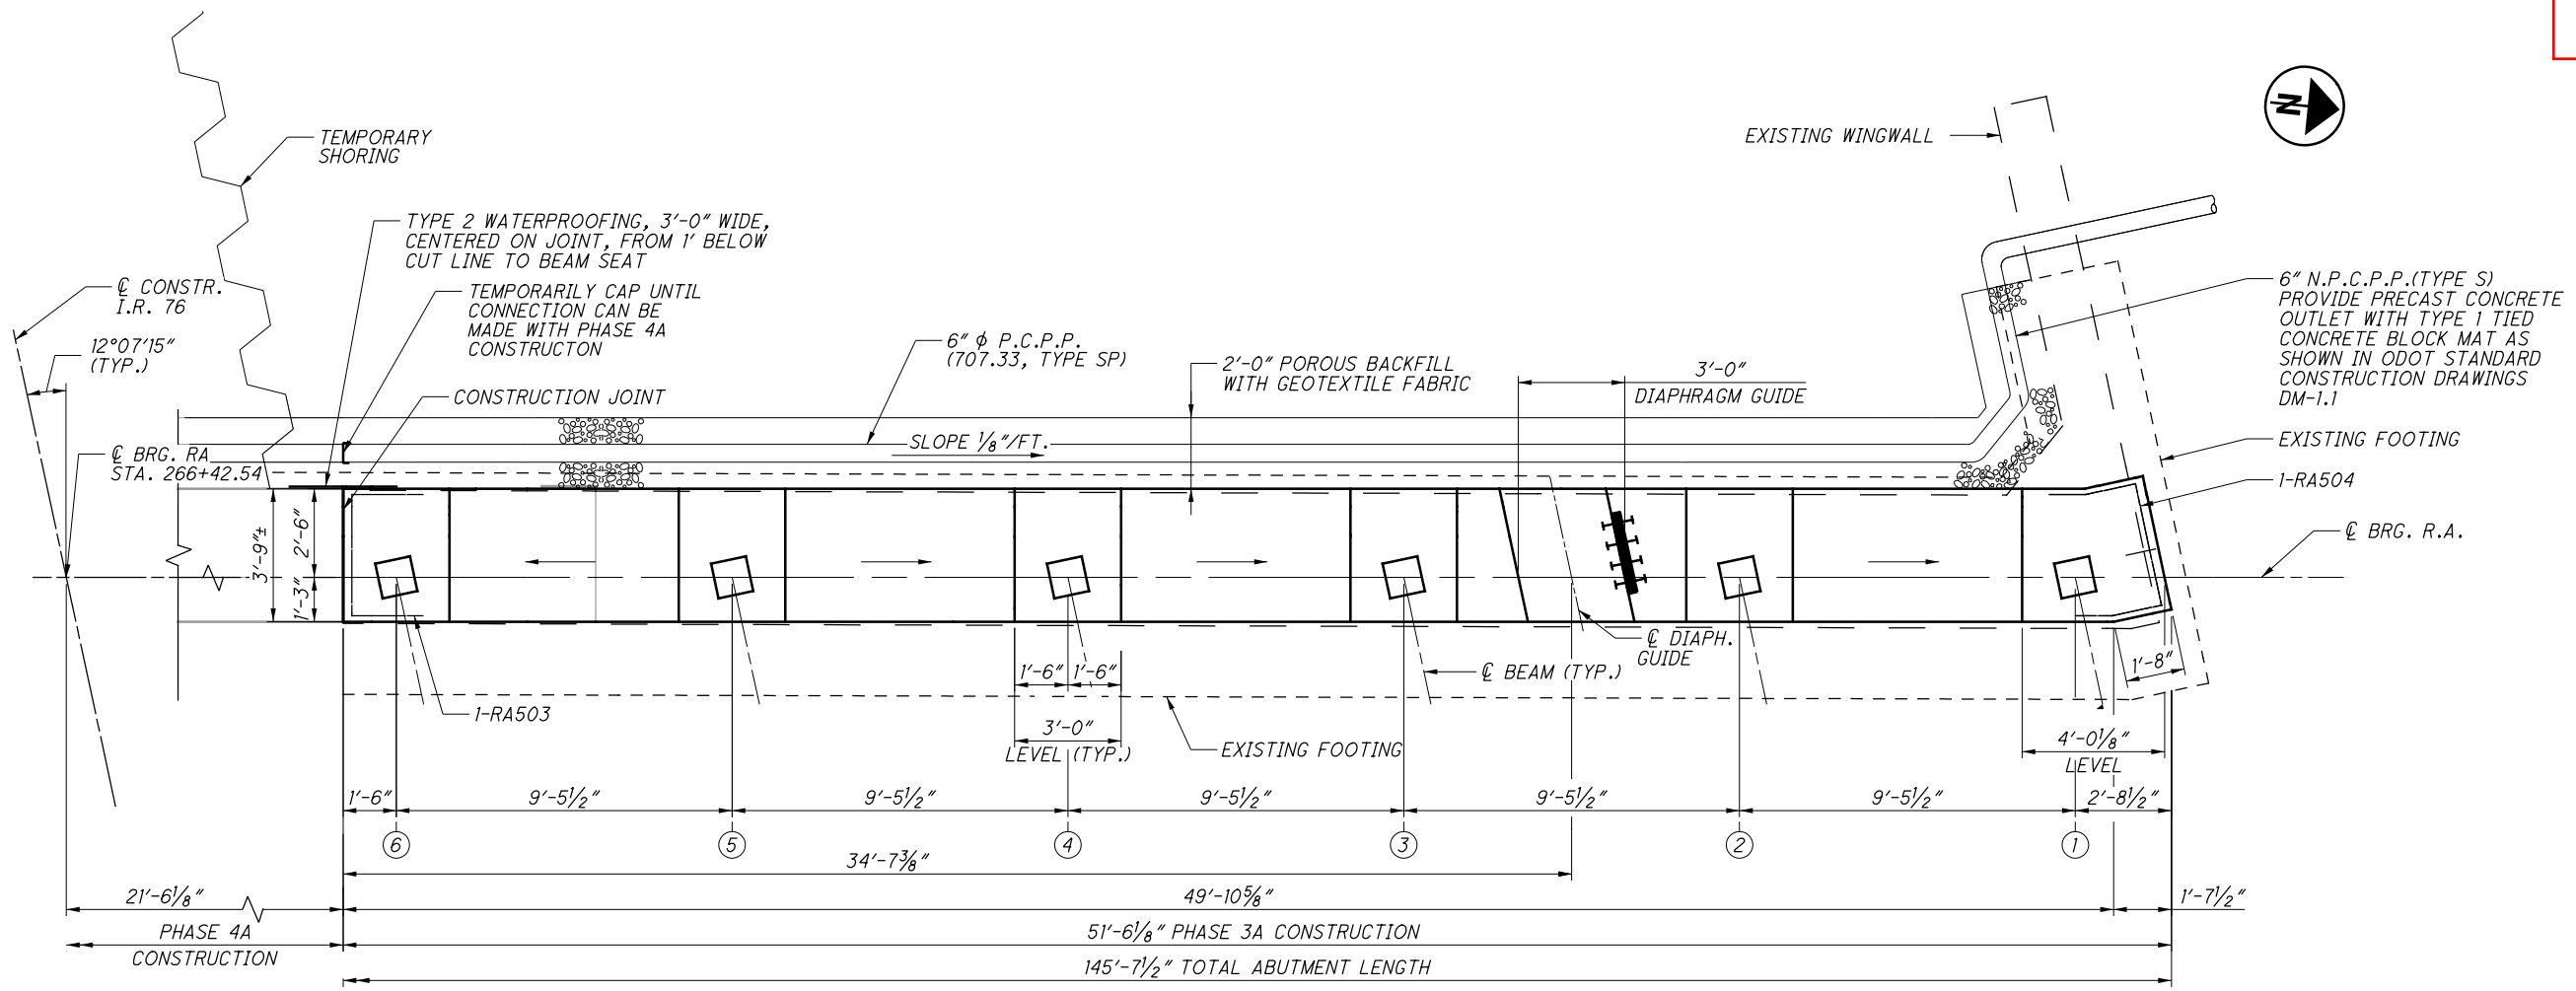 TEMPORARY
SHORING
EXISTING WINGWALL
N
TYPE 2 WATERPROOFING, 3'-0" WIDE,
CENTERED ON JOINT, FROM 1' BELOW
CUT LINE TO BEAM SEAT
℄ CONSTR.
I.R. 76
12°07'15"
(TYP.)
TEMPORARILY CAP UNTIL
CONNECTION CAN BE
MADE WITH PHASE 4A
CONSTRUCTON
6" ϕ P.C.P.P.
(707.33, TYPE SP)
2'-0" POROUS BACKFILL
WITH GEOTEXTILE FABRIC
3'-0"
DIAPHRAGM GUIDE
6" N.P.C.P.P.(TYPE S)
PROVIDE PRECAST CONCRETE
OUTLET WITH TYPE 1 TIED
CONCRETE BLOCK MAT AS
SHOWN IN ODOT STANDARD
CONSTRUCTION DRAWINGS
DM-1.1
CONSTRUCTION JOINT
SLOPE 1/8"/FT.
EXISTING FOOTING
℄ BRG. RA
STA. 266+42.54
1-RA504
℄ BRG. R.A.
3'-9"±
2'-6"
1'-3"
℄ DIAPH.
GUIDE
℄ BEAM (TYP.)
1'-8"
1'-6" 1'-6"
1-RA503
3'-0"
LEVEL (TYP.)
EXISTING FOOTING
4'-0 1/8"
LEVEL
1'-6" 9'-5 1/2" 9'-5 1/2" 9'-5 1/2" 9'-5 1/2" 9'-5 1/2" 2'-8 1/2"
6 5 4 3 2 1
34'-7 3/8"
21'-6 1/8" 49'-10 5/8" 1'-7 1/2"
PHASE 4A
CONSTRUCTION
51'-6 1/8" PHASE 3A CONSTRUCTION
145'-7 1/2" TOTAL ABUTMENT LENGTH